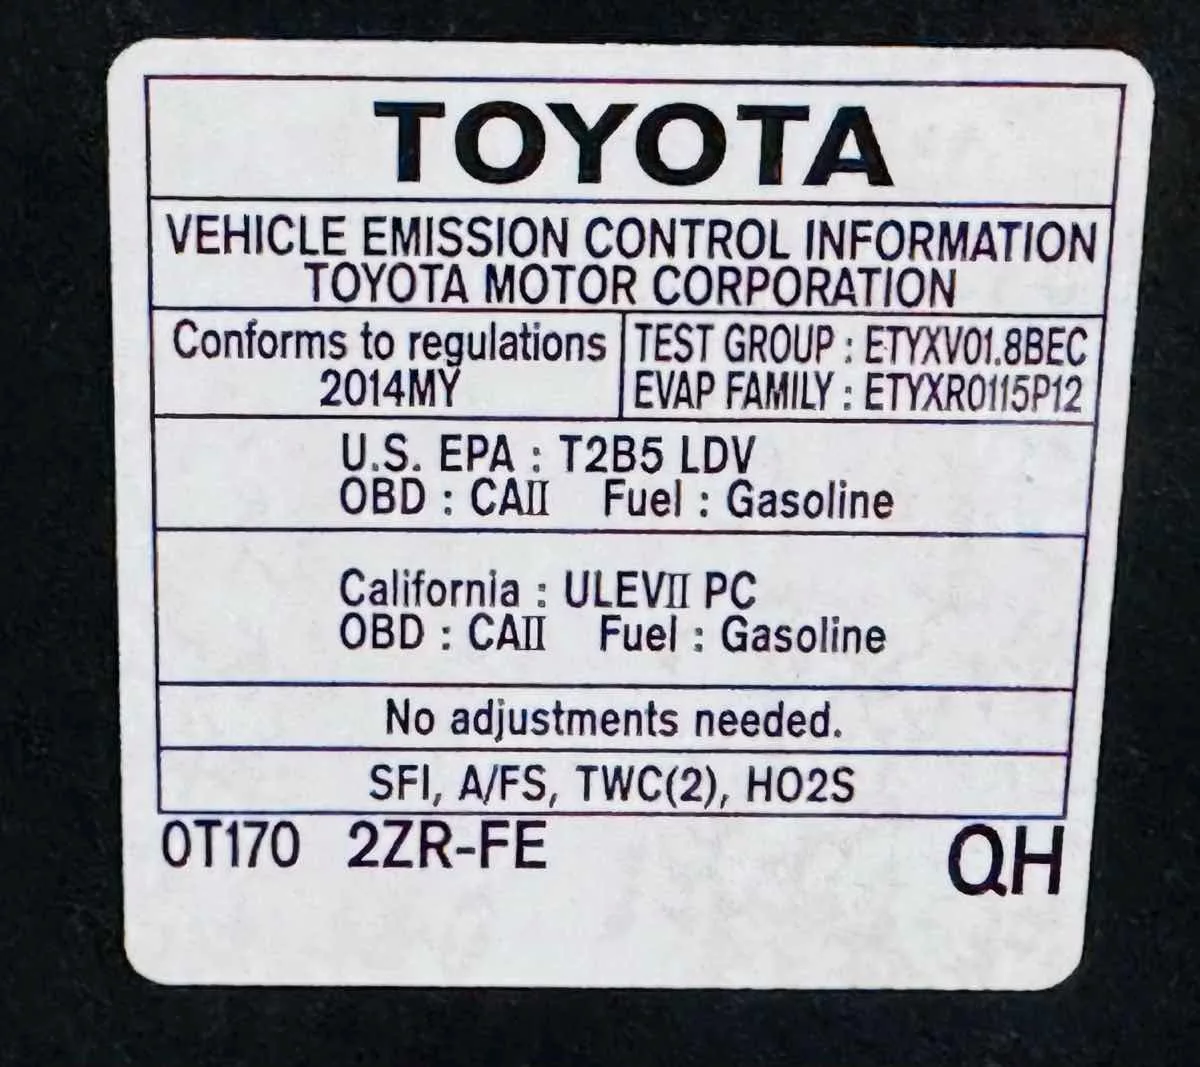 TOYOTA
VEHICLE EMISSION CONTROL INFORMATION
TOYOTA MOTOR CORPORATION
Conforms to regulations
2014MY
TEST GROUP : ETYXV01.8BEC
EVAP FAMILY : ETYXR0115P12
U.S. EPA : T2B5 LDV
OBD : CAII Fuel : Gasoline
California : ULEVII PC
OBD : CAII Fuel : Gasoline
No adjustments needed.
SFI, A/FS, TWC(2), HO2S
0T170 2ZR-FE QH